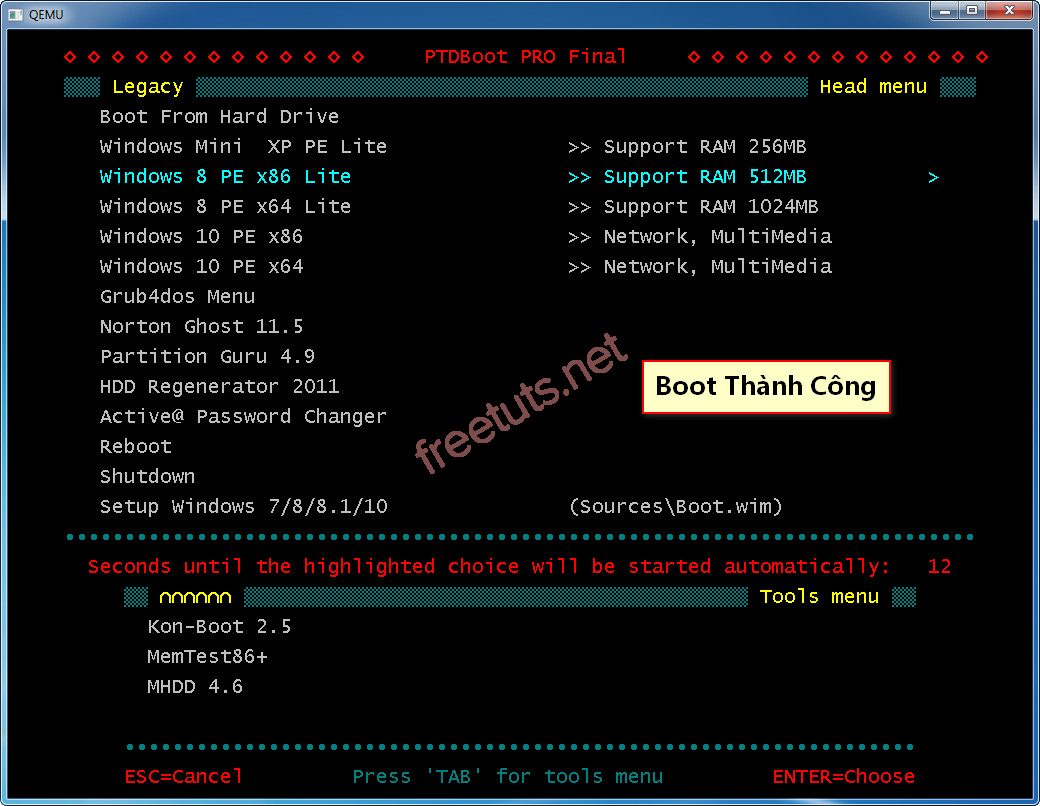 QEMU
PTDBoot PRO Final
Legacy Head menu
Boot From Hard Drive
Windows Mini  XP PE Lite >> Support RAM 256MB
Windows 8 PE x86 Lite >> Support RAM 512MB >
Windows 8 PE x64 Lite >> Support RAM 1024MB
Windows 10 PE x86 >> Network, MultiMedia
Windows 10 PE x64 >> Network, MultiMedia
Grub4dos Menu
Norton Ghost 11.5
Partition Guru 4.9
HDD Regenerator 2011
Active@ Password Changer
Reboot
Shutdown
Setup Windows 7/8/8.1/10 (Sources\Boot.wim)
freetuts.net
Boot Thành Công
Seconds until the highlighted choice will be started automatically: 12
∩∩∩∩∩∩ Tools menu
Kon-Boot 2.5
MemTest86+
MHDD 4.6
ESC=Cancel Press 'TAB' for tools menu ENTER=Choose